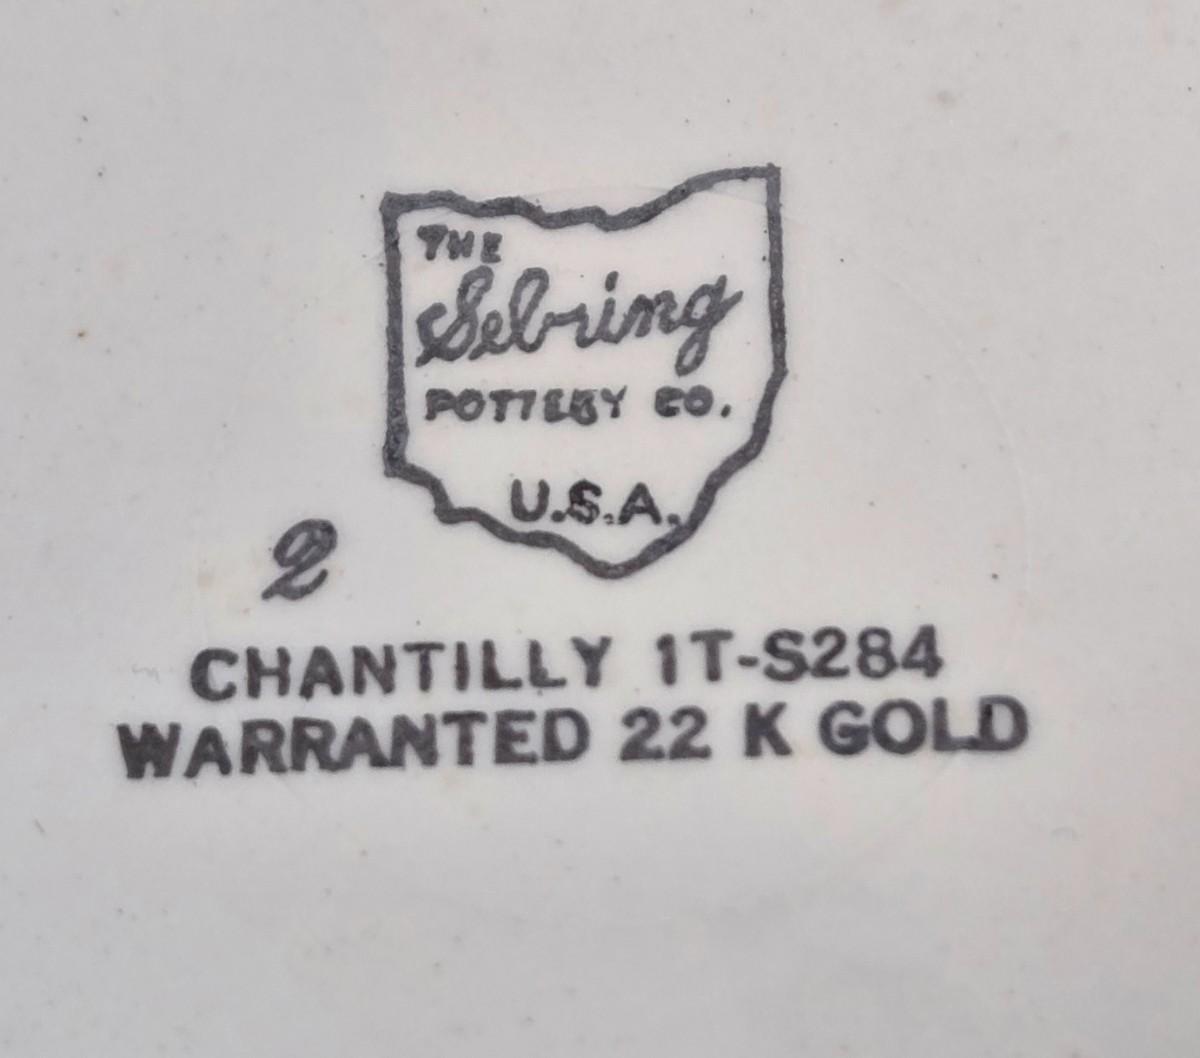 THE
Sebring
POTTERY CO.
U.S.A.
2
CHANTILLY 1T-S284
WARRANTED 22 K GOLD